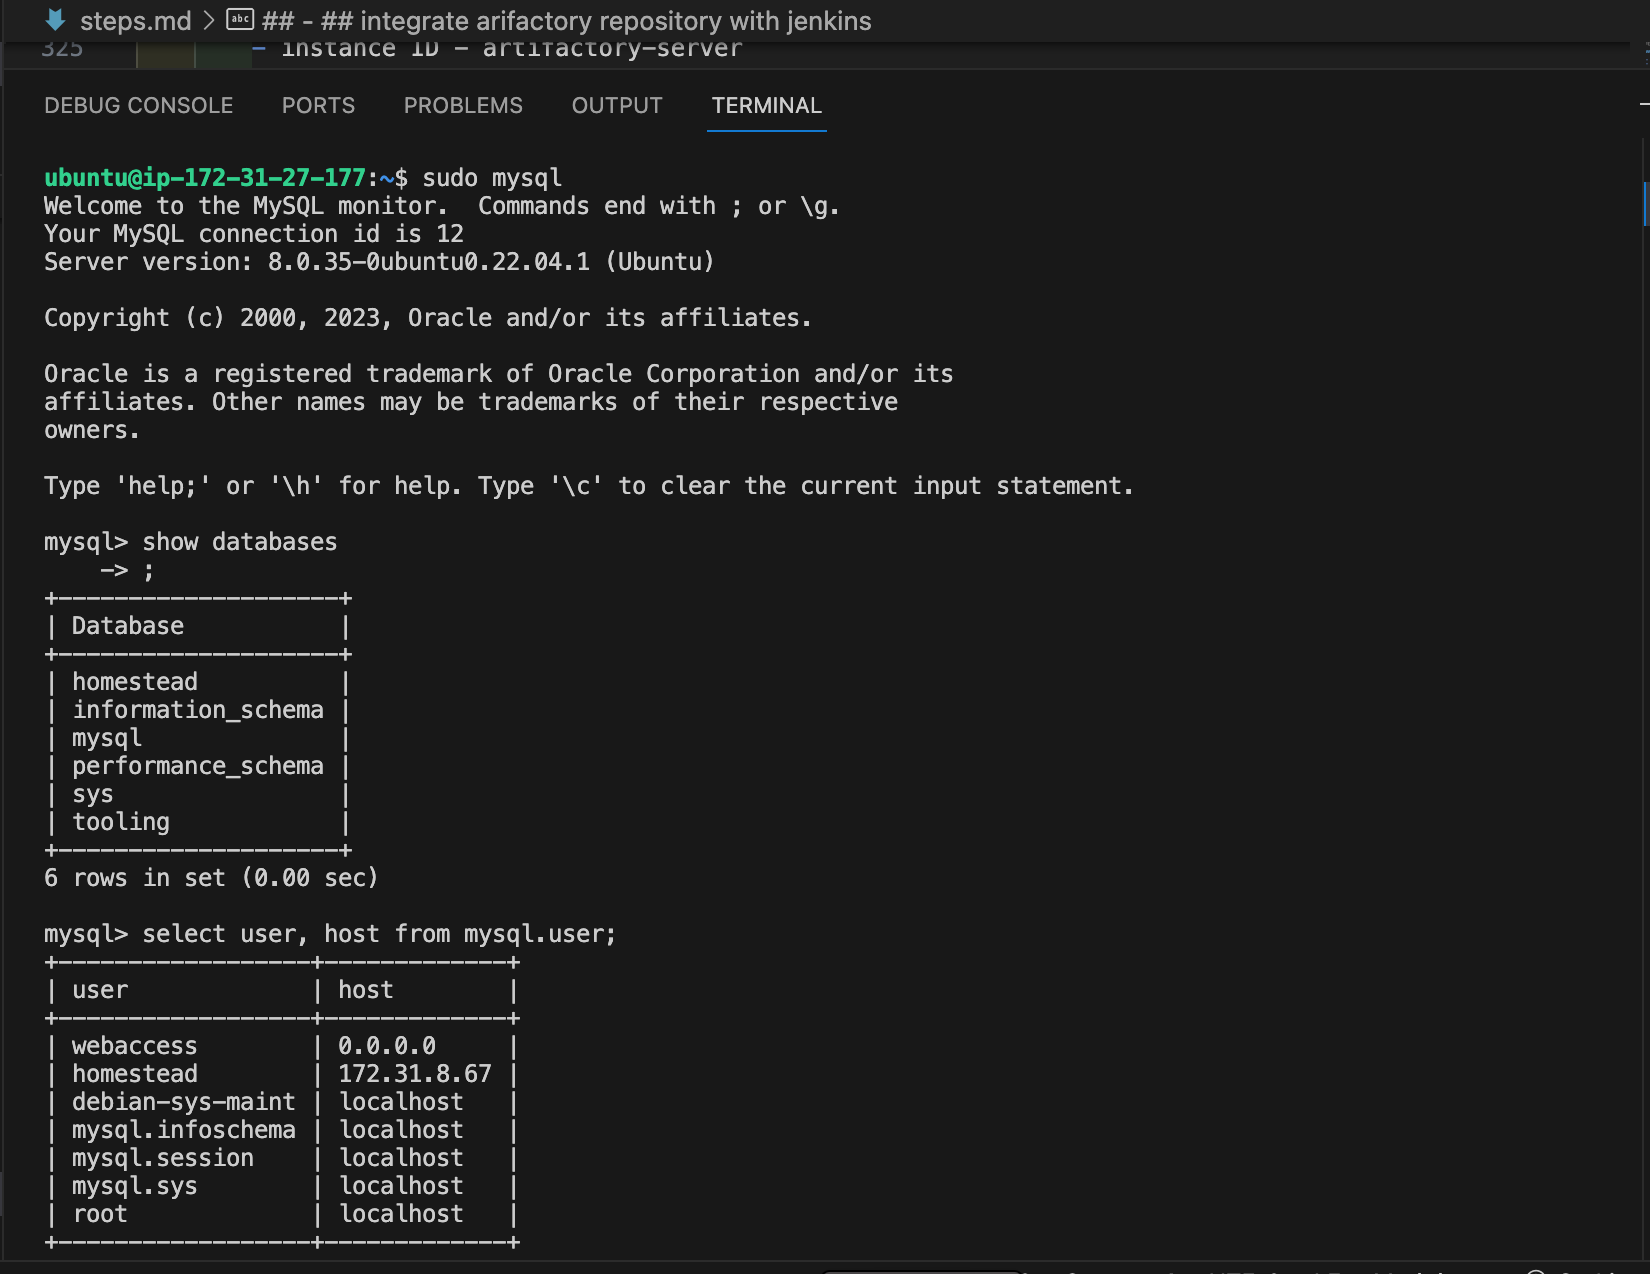 steps.md > abc ## - ## integrate arifactory repository with jenkins
325 - instance ID - artifactory-server
DEBUG CONSOLE PORTS PROBLEMS OUTPUT TERMINAL
ubuntu@ip-172-31-27-177:~$ sudo mysql
Welcome to the MySQL monitor.  Commands end with ; or \g.
Your MySQL connection id is 12
Server version: 8.0.35-0ubuntu0.22.04.1 (Ubuntu)
Copyright (c) 2000, 2023, Oracle and/or its affiliates.
Oracle is a registered trademark of Oracle Corporation and/or its
affiliates. Other names may be trademarks of their respective
owners.
Type 'help;' or '\h' for help. Type '\c' to clear the current input statement.
mysql> show databases
    -> ;
+--------------------+
| Database           |
+--------------------+
| homestead          |
| information_schema |
| mysql              |
| performance_schema |
| sys                |
| tooling            |
+--------------------+
6 rows in set (0.00 sec)
mysql> select user, host from mysql.user;
+------------------+-------------+
| user             | host        |
+------------------+-------------+
| webaccess        | 0.0.0.0     |
| homestead        | 172.31.8.67 |
| debian-sys-maint | localhost   |
| mysql.infoschema | localhost   |
| mysql.session    | localhost   |
| mysql.sys        | localhost   |
| root             | localhost   |
+------------------+-------------+